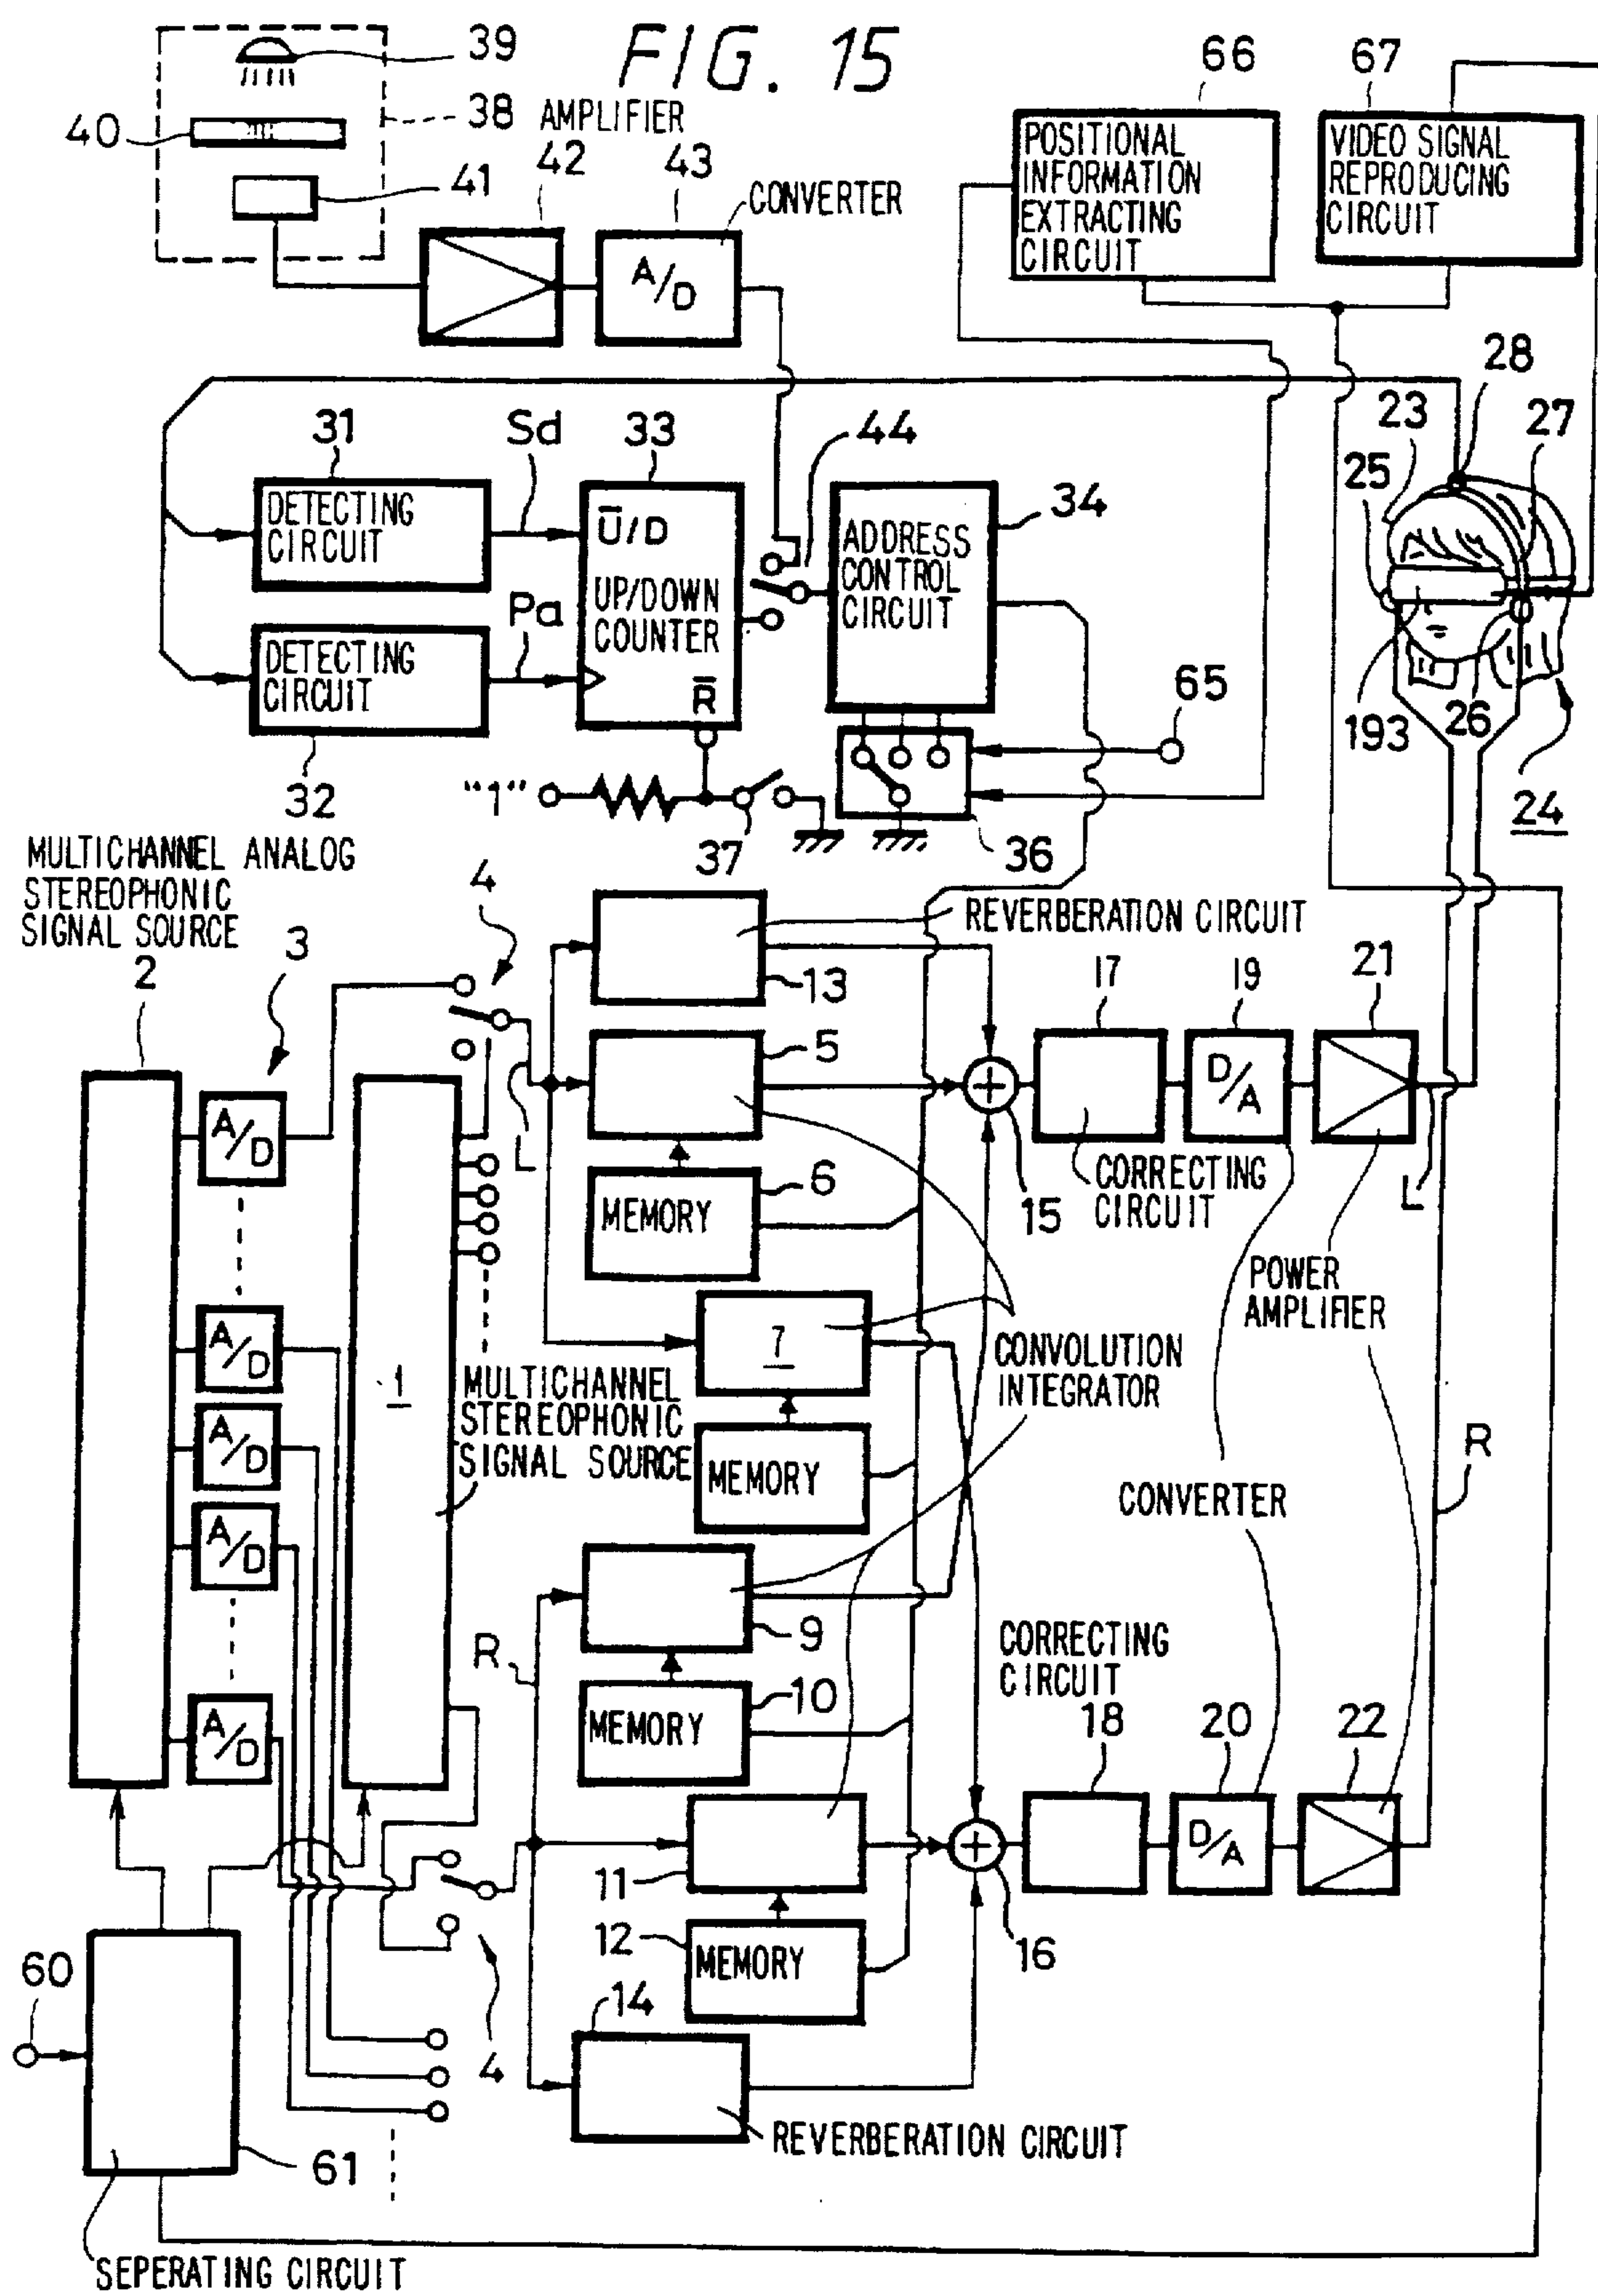 FIG. 15
39
38
40
41
AMPLIFIER
42
43
CONVERTER
A/D
66
POSITIONAL
INFORMATION
EXTRACTING
CIRCUIT
67
VIDEO SIGNAL
REPRODUCING
CIRCUIT
28
23
27
25
193
26
24
31
DETECTING
CIRCUIT
Sd
33
U̅/D
UP/DOWN
COUNTER
R̅
44
ADDRESS
CONTROL
CIRCUIT
34
DETECTING
CIRCUIT
32
Pa
65
"1"
37
36
MULTICHANNEL ANALOG
STEREOPHONIC
SIGNAL SOURCE
2
3
4
REVERBERATION CIRCUIT
13
5
17
19
21
A/D
L
D/A
6
MEMORY
15
CORRECTING
CIRCUIT
L
POWER
AMPLIFIER
A/D
1
7
CONVOLUTION
INTEGRATOR
MULTICHANNEL
STEREOPHONIC
SIGNAL SOURCE
A/D
MEMORY
CONVERTER
R
A/D
9
R
CORRECTING
CIRCUIT
10
MEMORY
A/D
18
20
22
D/A
11
12
MEMORY
16
60
4
14
61
REVERBERATION CIRCUIT
SEPERATING CIRCUIT